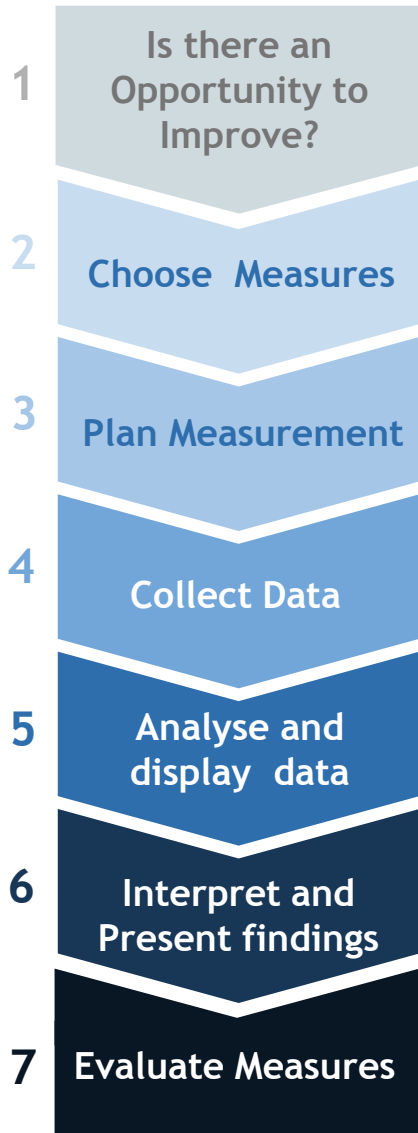 1
Is there an
Opportunity to
Improve?
2
Choose Measures
3
Plan Measurement
4
Collect Data
5
Analyse and
display data
6
Interpret and
Present findings
7
Evaluate Measures